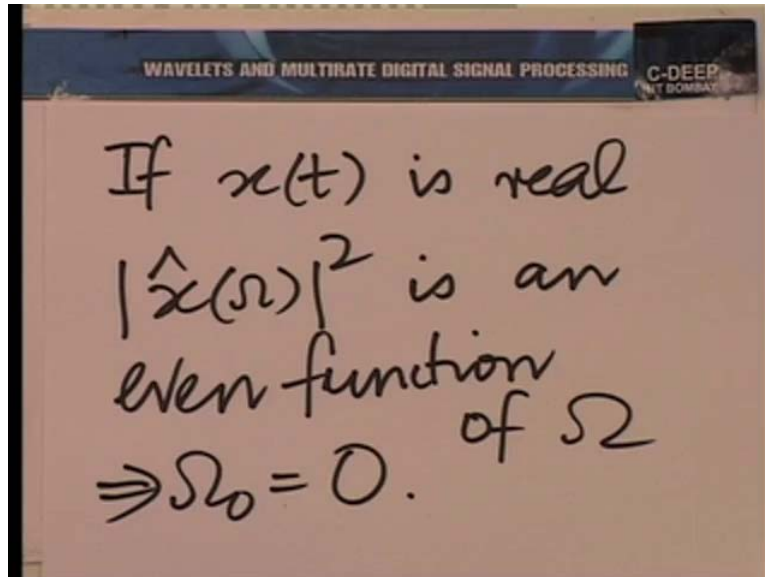 WAVELETS AND MULTIRATE DIGITAL SIGNAL PROCESSING
C-DEEP
IIT BOMBAY
If x(t) is real
|x̂(Ω)|² is an
even function
of Ω
⇒Ω₀ = 0.